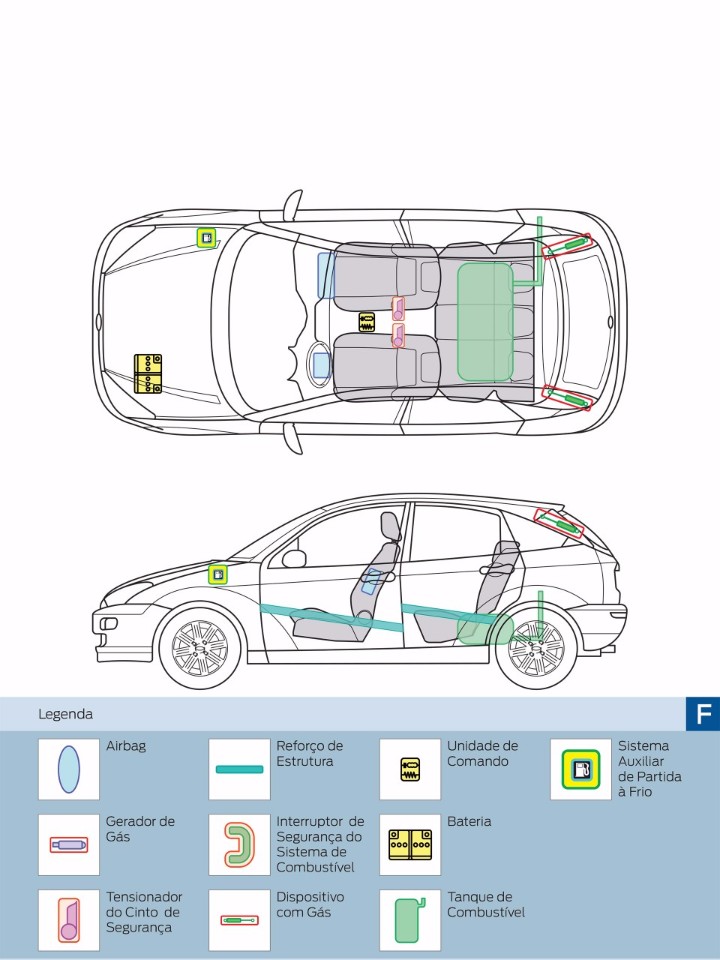 Legenda
F
Airbag
Reforço de
Estrutura
Unidade de
Comando
Sistema
Auxiliar
de Partida
à Frio
Gerador de
Gás
Interruptor de
Segurança do
Sistema de
Combustível
Bateria
Tensionador
do Cinto de
Segurança
Dispositivo
com Gás
Tanque de
Combustível